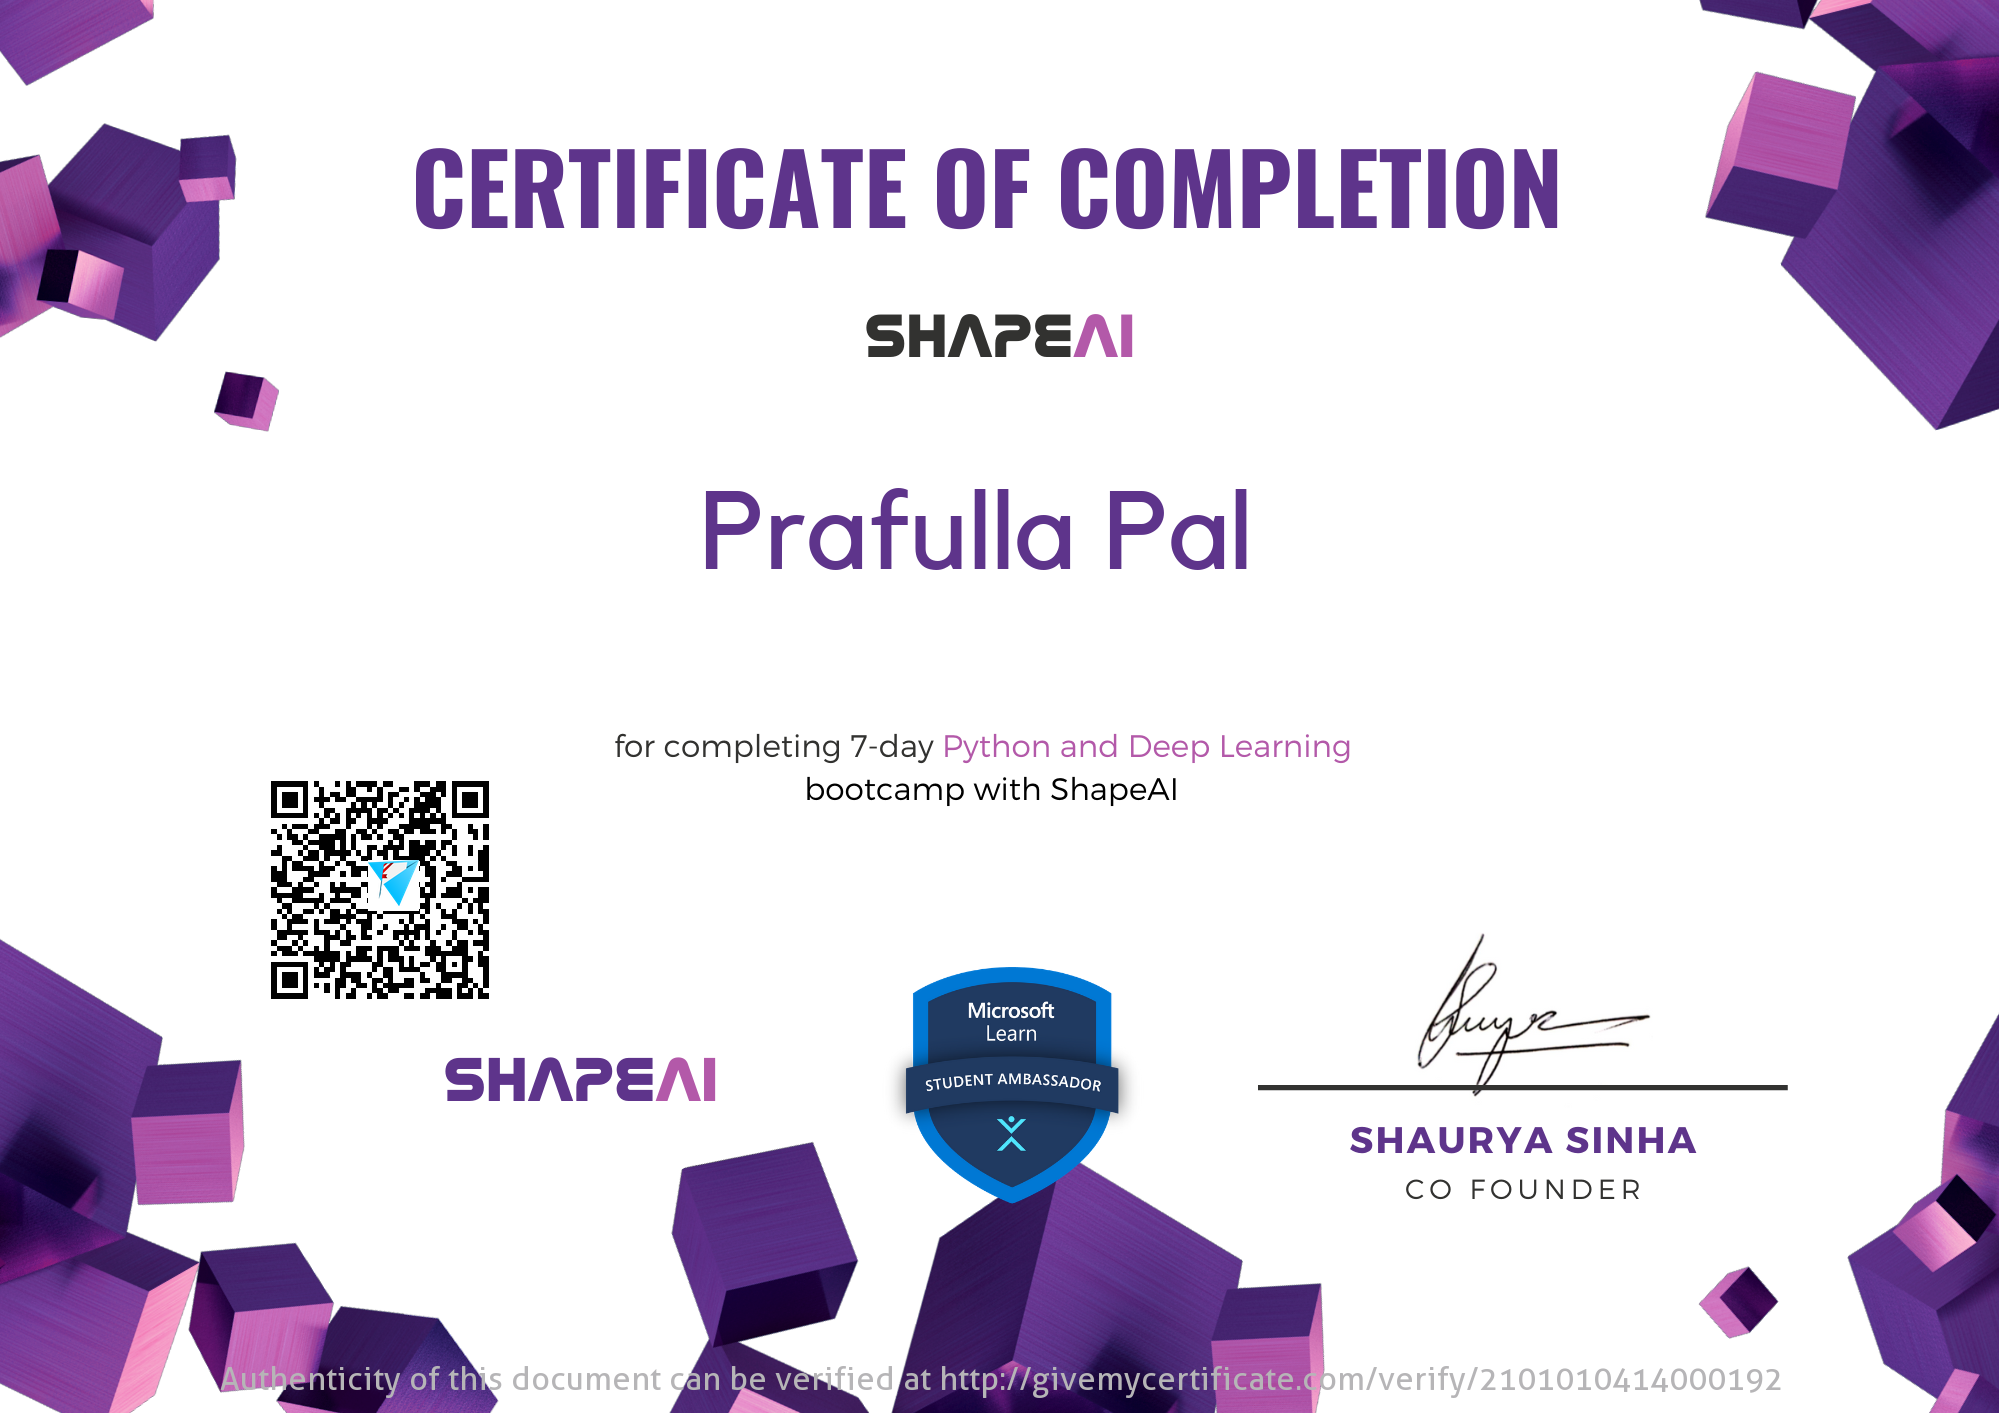 CERTIFICATE OF COMPLETION
SHAPEAI
Prafulla Pal
for completing 7-day Python and Deep Learning
bootcamp with ShapeAI
SHAPEAI
Microsoft
Learn
STUDENT AMBASSADOR
SHAURYA SINHA
CO FOUNDER
Authenticity of this document can be verified at http://givemycertificate.com/verify/2101010414000192